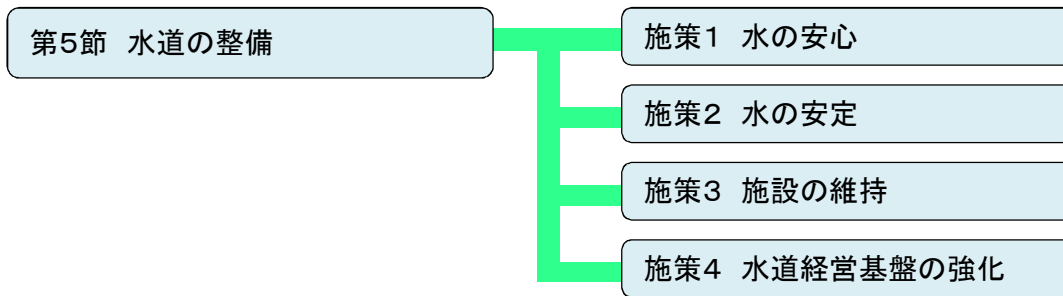 第5節 水道の整備
施策1 水の安心
施策2 水の安定
施策3 施設の維持
施策4 水道経営基盤の強化